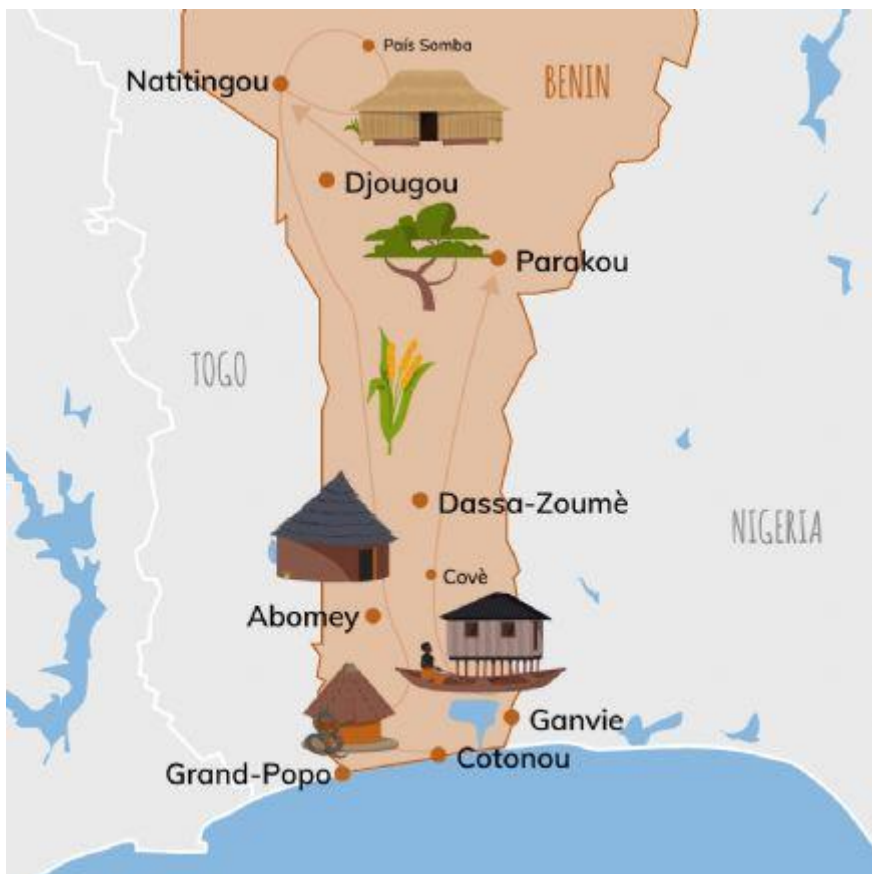 País Somba
Natitingou
BENIN
Djougou
Parakou
TOGO
Dassa-Zoumè
NIGERIA
Covè
Abomey
Ganvie
Cotonou
Grand-Popo